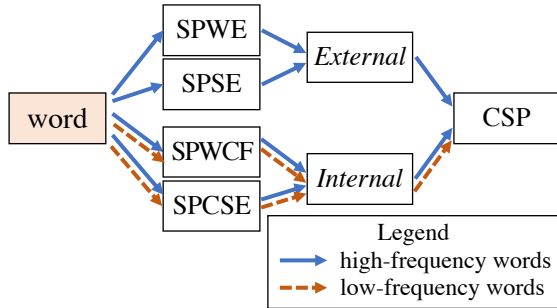 SPWE
External
SPSE
word
CSP
SPWCF
Internal
SPCSE
Legend
high-frequency words
low-frequency words